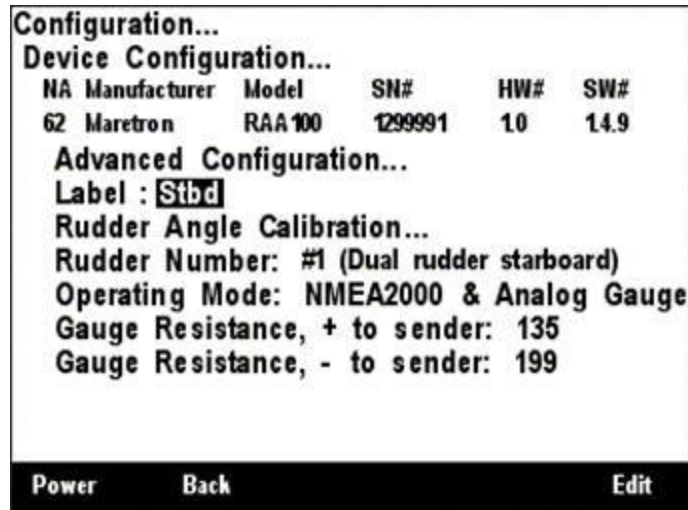 Configuration...
Device Configuration...
NA Manufacturer Model SN# HW# SW#
62 Maretron RAA100 1299991 1.0 1.4.9
Advanced Configuration...
Label : Stbd
Rudder Angle Calibration...
Rudder Number: #1 (Dual rudder starboard)
Operating Mode: NMEA2000 & Analog Gauge
Gauge Resistance, + to sender: 135
Gauge Resistance, - to sender: 199
Power Back Edit